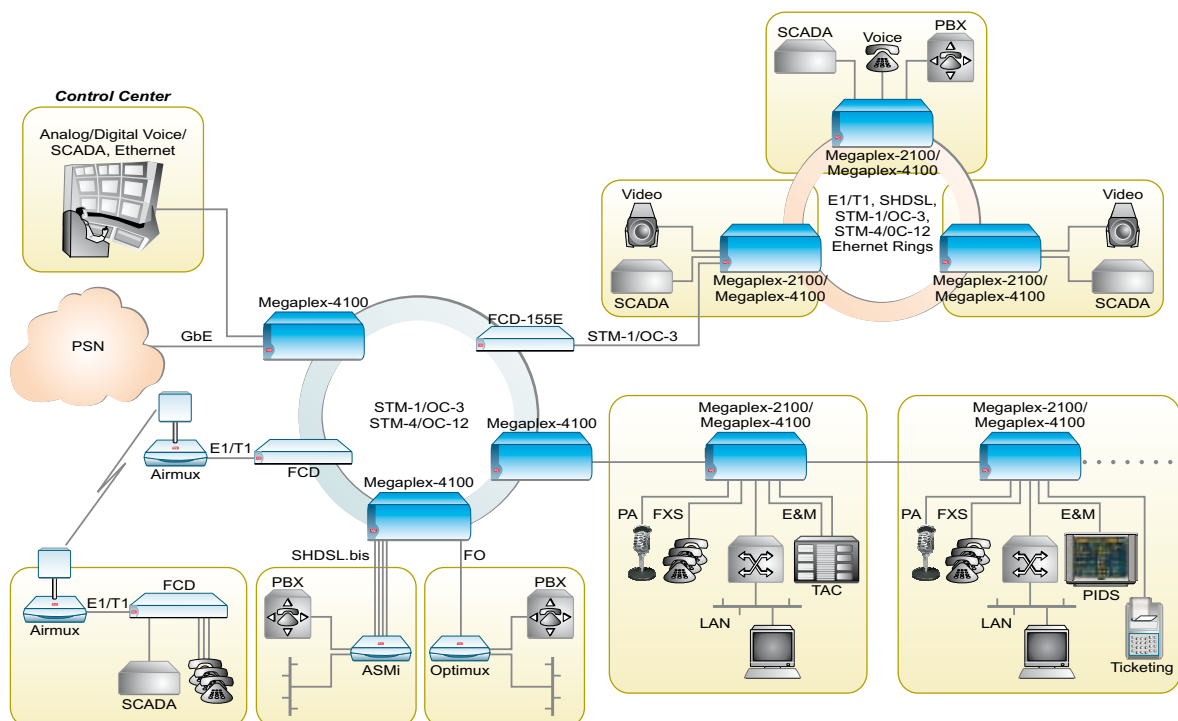 Control Center
Analog/Digital Voice/
SCADA, Ethernet
SCADA
Voice
PBX
Megaplex-2100/
Megaplex-4100
Video
SCADA
Megaplex-2100/
Megaplex-4100
E1/T1, SHDSL,
STM-1/OC-3,
STM-4/0C-12
Ehernet Rings
Video
SCADA
Megaplex-2100/
Megaplex-4100
PSN
GbE
Megaplex-4100
FCD-155E
STM-1/OC-3
STM-1/OC-3
STM-4/OC-12
Megaplex-4100
Airmux
E1/T1
FCD
Megaplex-4100
SHDSL.bis
FO
Airmux
E1/T1
FCD
SCADA
PBX
ASMi
PBX
Optimux
Megaplex-2100/
Megaplex-4100
PA
FXS
E&M
TAC
LAN
Megaplex-2100/
Megaplex-4100
PA
FXS
E&M
PIDS
LAN
Ticketing